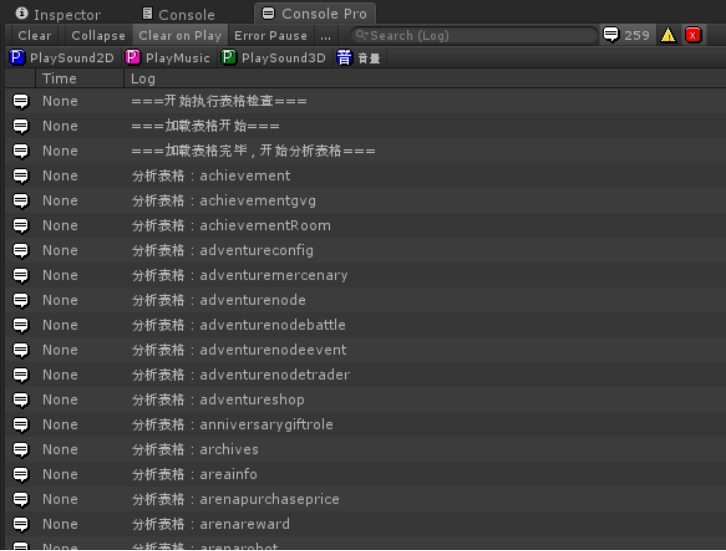 Inspector Console Console Pro
Clear Collapse Clear on Play Error Pause ... Search (Log) 259
P PlaySound2D P PlayMusic P PlaySound3D 音 音量
Time Log
None ===开始执行表格检查===
None ===加载表格开始===
None ===加载表格完毕，开始分析表格===
None 分析表格：achievement
None 分析表格：achievementgvg
None 分析表格：achievementRoom
None 分析表格：adventureconfig
None 分析表格：adventuremercenary
None 分析表格：adventurenode
None 分析表格：adventurenodebattle
None 分析表格：adventurenodeevent
None 分析表格：adventurenodetrader
None 分析表格：adventureshop
None 分析表格：anniversarygiftrole
None 分析表格：archives
None 分析表格：areainfo
None 分析表格：arenapurchaseprice
None 分析表格：arenareward
None 分析表格：arenarobot